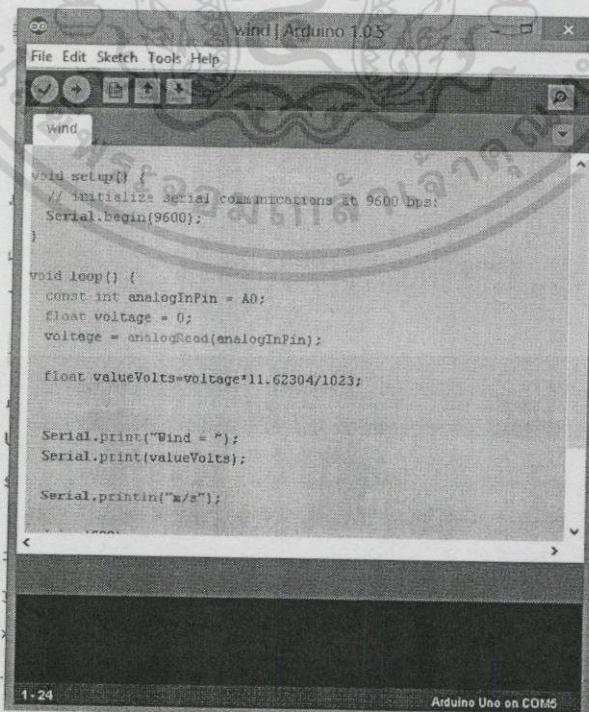 wind | Arduino 1.0.5
File Edit Sketch Tools Help
wind
void setup() {
// initialize serial communications at 9600 bps:
Serial.begin(9600);
}
void loop() {
const int analogInPin = A0;
float voltage = 0;
voltage = analogRead(analogInPin);
float valueVolts=voltage*11.62304/1023;
Serial.print("Wind = ");
Serial.print(valueVolts);
Serial.println("m/s");
1 - 24
Arduino Uno on COM5